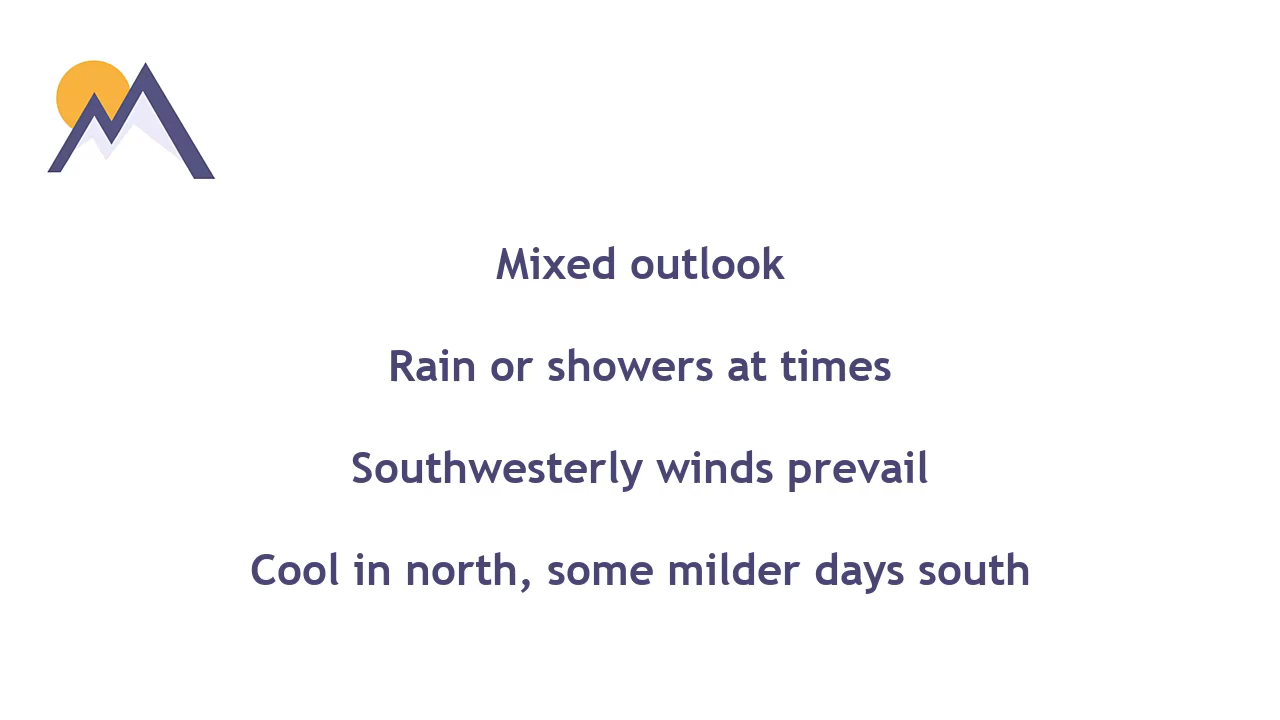 Mixed outlook
Rain or showers at times
Southwesterly winds prevail
Cool in north, some milder days south